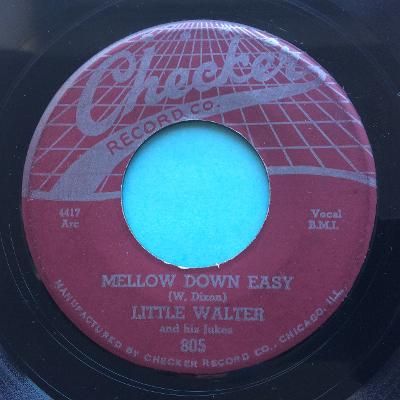 Checker
RECORD CO.
4417
Arc
Vocal
B.M.I.
MELLOW DOWN EASY
(W. Dixon)
LITTLE WALTER
and his Jukes
805
MANUFACTURED BY CHECKER RECORD CO., CHICAGO, ILL.